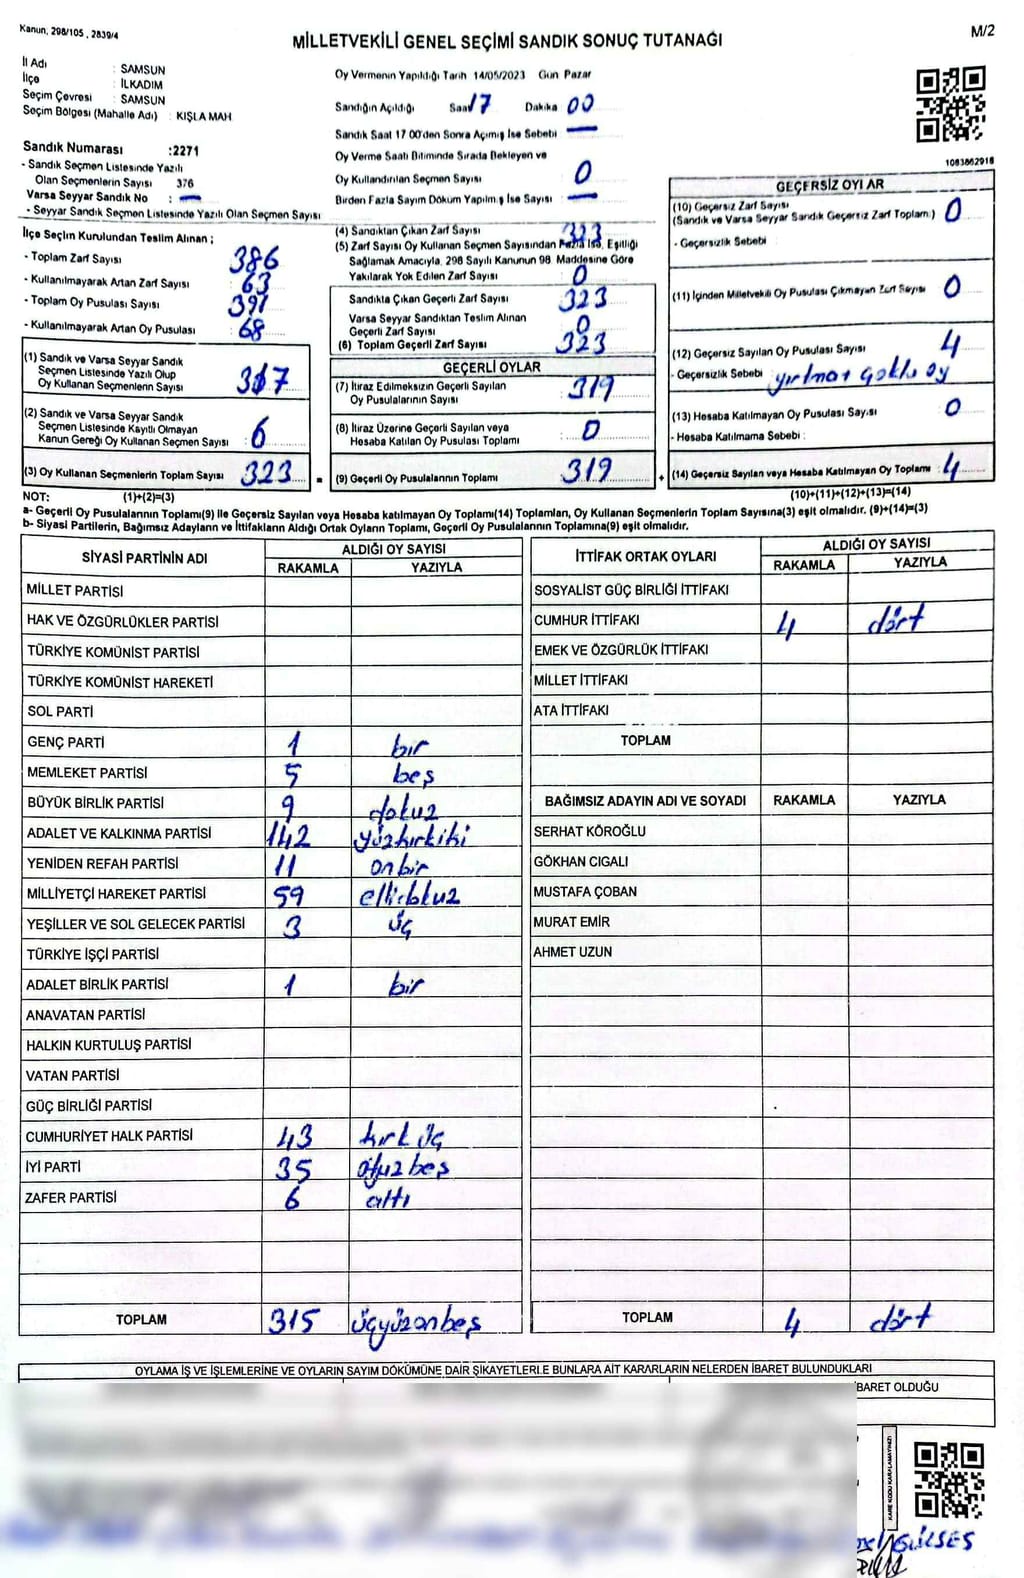 Kanun, 298/105 , 2839/4
M/2
MİLLETVEKİLİ GENEL SEÇİMİ SANDIK SONUÇ TUTANAĞI
İl Adı : SAMSUN
İlçe : İLKADIM
Seçim Çevresi : SAMSUN
Seçim Bölgesi (Mahalle Adı) : KIŞLA MAH
Sandık Numarası :2271
- Sandık Seçmen Listesinde Yazılı
Olan Seçmenlerin Sayısı 376
Varsa Seyyar Sandık No : —
- Seyyar Sandık Seçmen Listesinde Yazılı Olan Seçmen Sayısı
Oy Vermenin Yapıldığı Tarih 14/05/2023 Gün Pazar
Sandığın Açıldığı Saat 17 Dakika 00
Sandık Saat 17 00'den Sonra Açımış İse Sebebi —
Oy Verme Saati Bitiminde Sırada Bekleyen ve
Oy Kullandırılan Seçmen Sayısı 0
Birden Fazla Sayım Döküm Yapılmış İse Sayısı —
1083862918
İlçe Seçim Kurulundan Teslim Alınan ;
- Toplam Zarf Sayısı : 386
- Kullanılmayarak Artan Zarf Sayısı : 63
- Toplam Oy Pusulası Sayısı : 391
- Kullanılmayarak Artan Oy Pusulası : 68
(1) Sandık ve Varsa Seyyar Sandık
Seçmen Listesinde Yazılı Olup
Oy Kullanan Seçmenlerin Sayısı : 317
(2) Sandık ve Varsa Seyyar Sandık
Seçmen Listesinde Kayıtlı Olmayan
Kanun Gereği Oy Kullanan Seçmen Sayısı : 6
(3) Oy Kullanan Seçmenlerin Toplam Sayısı 323
(4) Sandıktan Çıkan Zarf Sayısı 323
(5) Zarf Sayısı Oy Kullanan Seçmen Sayısından Fazla İse, Eşitliği
Sağlamak Amacıyla, 298 Sayılı Kanunun 98 Maddesine Göre
Yakılarak Yok Edilen Zarf Sayısı : 0
Sandıkta Çıkan Geçerli Zarf Sayısı 323
Varsa Seyyar Sandıktan Teslim Alınan
Geçerli Zarf Sayısı 0
(6) Toplam Geçerli Zarf Sayısı : 323
GEÇERLİ OYLAR
(7) İtiraz Edilmeksizin Geçerli Sayılan
Oy Pusulalarının Sayısı : 319
(8) İtiraz Üzerine Geçerli Sayılan veya
Hesaba Katılan Oy Pusulası Toplamı : 0
= (9) Geçerli Oy Pusulalarının Toplamı : 319
GEÇERSİZ OYLAR
(10) Geçersiz Zarf Sayısı
(Sandık ve Varsa Seyyar Sandık Geçersiz Zarf Toplam.) 0
- Geçersizlik Sebebi :
(11) İçinden Milletvekili Oy Pusulası Çıkmayan Zarf Sayısı 0
(12) Geçersiz Sayılan Oy Pusulası Sayısı : 4
- Geçersizlik Sebebi : oy
(13) Hesaba Katılmayan Oy Pusulası Sayısı 0
- Hesaba Katılmama Sebebi :
+ (14) Geçersiz Sayılan veya Hesaba Katılmayan Oy Toplamı : 4
NOT: (1)+(2)=(3) (10)+(11)+(12)+(13)=(14)
a- Geçerli Oy Pusulalarının Toplamı(9) ile Geçersiz Sayılan veya Hesaba katılmayan Oy Toplamı(14) Toplamları, Oy Kullanan Seçmenlerin Toplam Sayısına(3) eşit olmalıdır. (9)+(14)=(3)
b- Siyasi Partilerin, Bağımsız Adayların ve İttifakların Aldığı Ortak Oyların Toplamı, Geçerli Oy Pusulalarının Toplamına(9) eşit olmalıdır.
SİYASİ PARTİNİN ADI ALDIĞI OY SAYISI
RAKAMLA YAZIYLA
MİLLET PARTİSİ
HAK VE ÖZGÜRLÜKLER PARTİSİ
TÜRKİYE KOMÜNİST PARTİSİ
TÜRKİYE KOMÜNİST HAREKETİ
SOL PARTİ
GENÇ PARTİ 1 bir
MEMLEKET PARTİSİ 5 beş
BÜYÜK BİRLİK PARTİSİ 9 dokuz
ADALET VE KALKINMA PARTİSİ 142 yüzkırkiki
YENİDEN REFAH PARTİSİ 11 onbir
MİLLİYETÇİ HAREKET PARTİSİ 59 ellidokuz
YEŞİLLER VE SOL GELECEK PARTİSİ 3 üç
TÜRKİYE İŞÇİ PARTİSİ
ADALET BİRLİK PARTİSİ 1 bir
ANAVATAN PARTİSİ
HALKIN KURTULUŞ PARTİSİ
VATAN PARTİSİ
GÜÇ BİRLİĞİ PARTİSİ
CUMHURİYET HALK PARTİSİ 43 kırk üç
İYİ PARTİ 35 otuz beş
ZAFER PARTİSİ 6 altı
TOPLAM 315 üçyüzonbeş
İTTİFAK ORTAK OYLARI ALDIĞI OY SAYISI
RAKAMLA YAZIYLA
SOSYALİST GÜÇ BİRLİĞİ İTTİFAKI
CUMHUR İTTİFAKI 4 dört
EMEK VE ÖZGÜRLÜK İTTİFAKI
MİLLET İTTİFAKI
ATA İTTİFAKI
TOPLAM
BAĞIMSIZ ADAYIN ADI VE SOYADI RAKAMLA YAZIYLA
SERHAT KÖROĞLU
GÖKHAN CIGALI
MUSTAFA ÇOBAN
MURAT EMİR
AHMET UZUN
TOPLAM 4 dört
OYLAMA İŞ VE İŞLEMLERİNE VE OYLARIN SAYIM DÖKÜMÜNE DAİR ŞİKAYETLERLE BUNLARA AİT KARARLARIN NELERDEN İBARET BULUNDUKLARI
İBARET OLDUĞU
KARE KODU KARALAMAYINIZ!